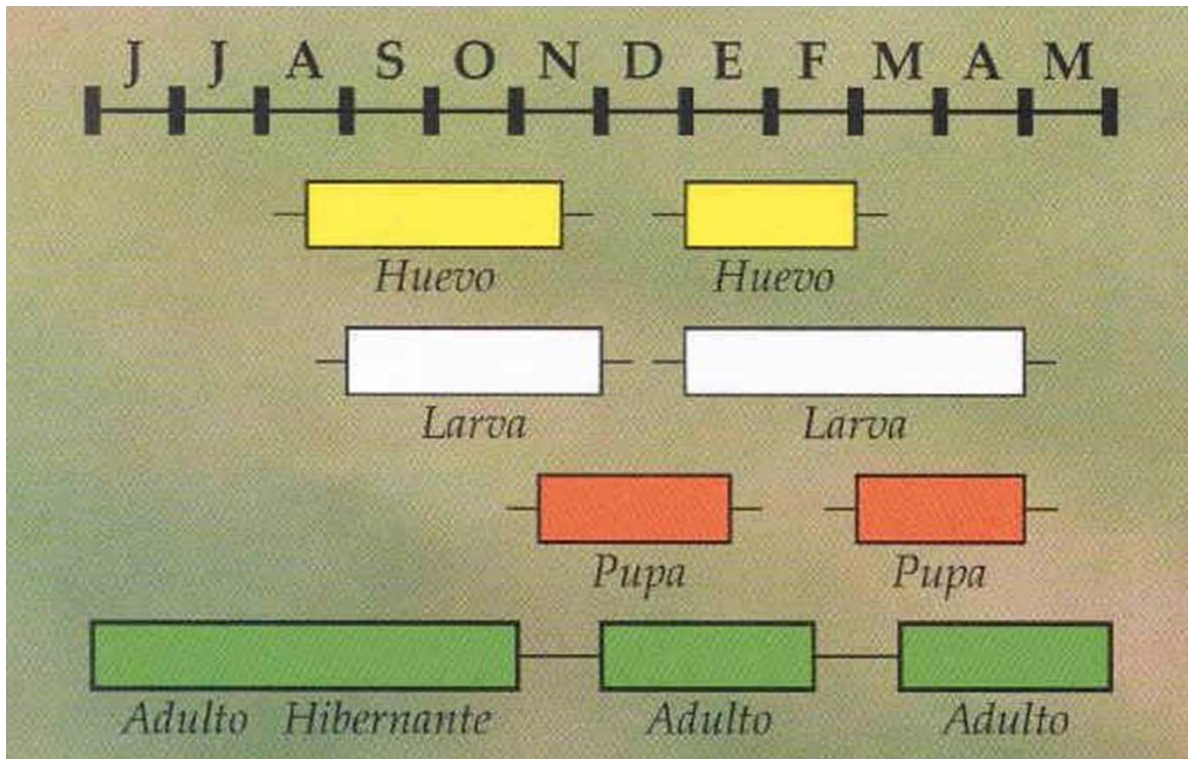 J J A S O N D E F M A M
Huevo Huevo
Larva Larva
Pupa Pupa
Adulto Hibernante Adulto Adulto